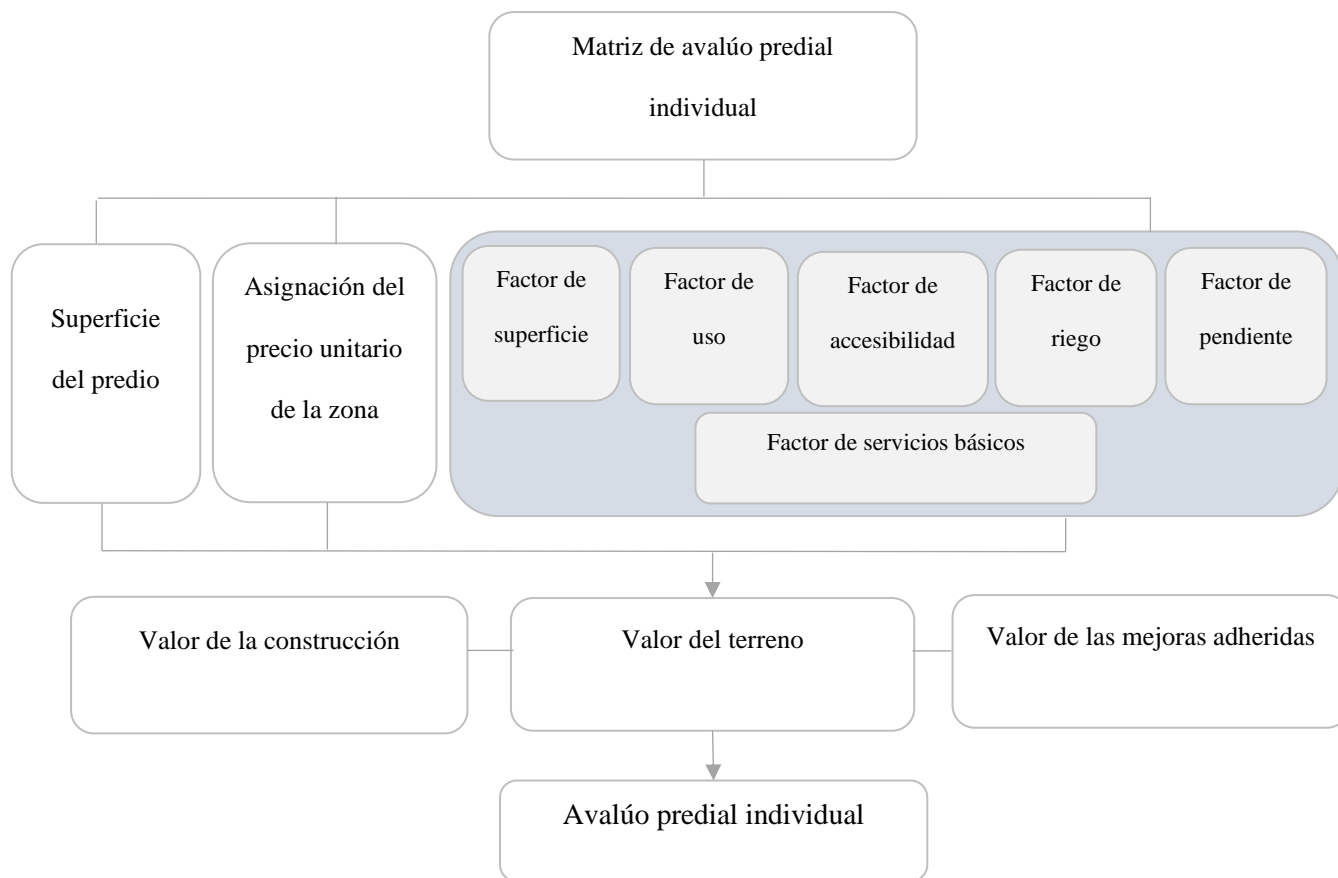 Matriz de avalúo predial
individual
Superficie
del predio
Asignación del
precio unitario
de la zona
Factor de
superficie
Factor de
uso
Factor de
accesibilidad
Factor de
riego
Factor de
pendiente
Factor de servicios básicos
Valor de la construcción
Valor del terreno
Valor de las mejoras adheridas
Avalúo predial individual